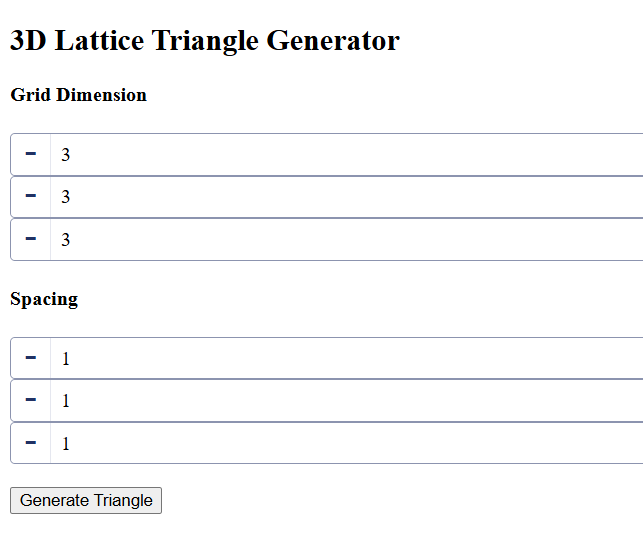 3D Lattice Triangle Generator
Grid Dimension
− 3
− 3
− 3
Spacing
− 1
− 1
− 1
Generate Triangle